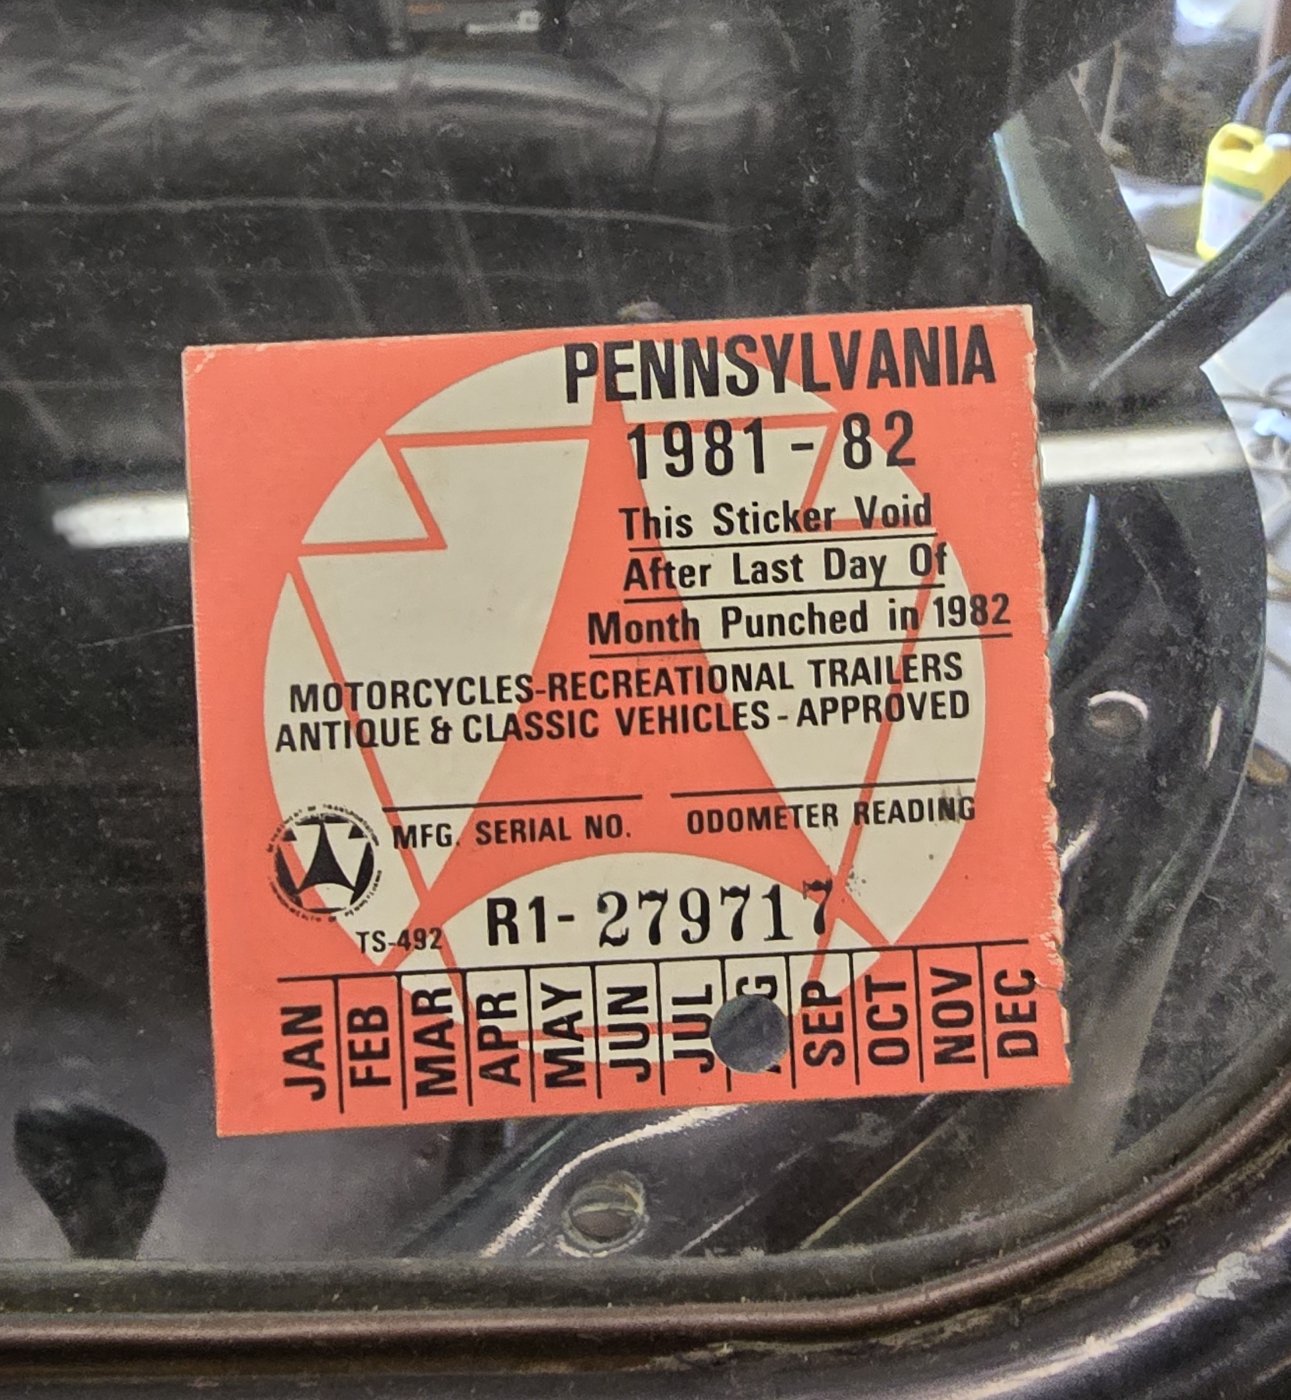 PENNSYLVANIA
1981-82
This Sticker Void
After Last Day Of
Month Punched in 1982
MOTORCYCLES-RECREATIONAL TRAILERS
ANTIQUE & CLASSIC VEHICLES-APPROVED
MFG. SERIAL NO. ODOMETER READING
TS-492 R1-279717
JAN FEB MAR APR MAY JUN JUL AUG SEP OCT NOV DEC